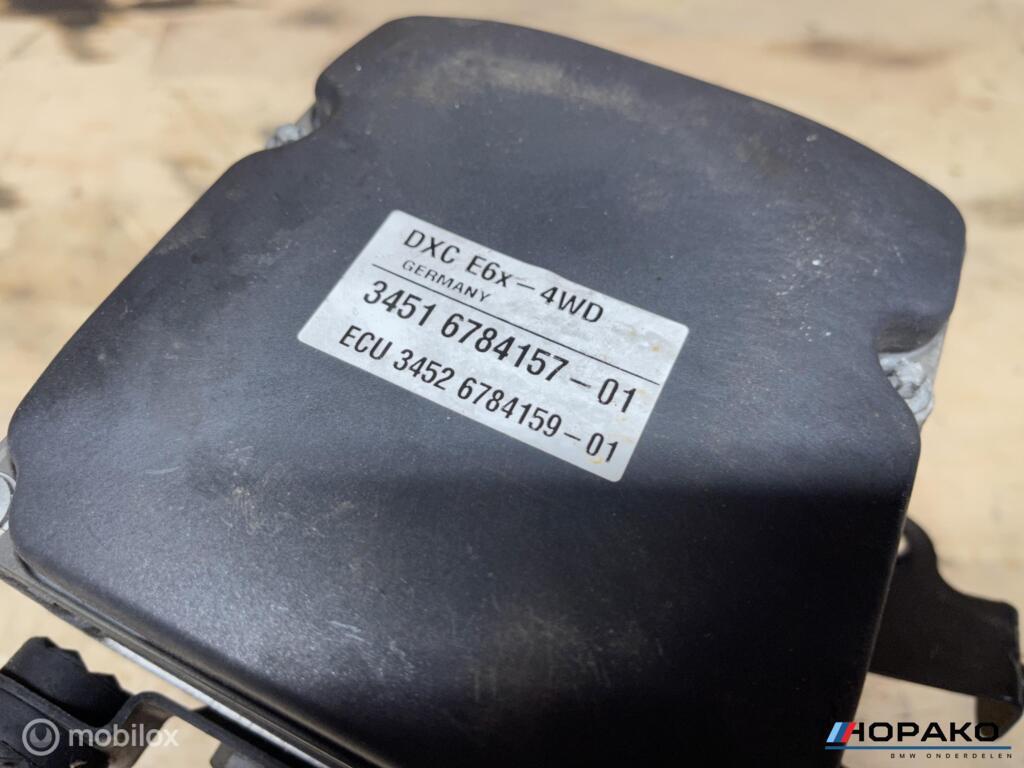 DXC E6x – 4WD
GERMANY
3451 6784157 – 01
ECU 3452 6784159 – 01
mobilox
HOPAKO
BMW ONDERDELEN